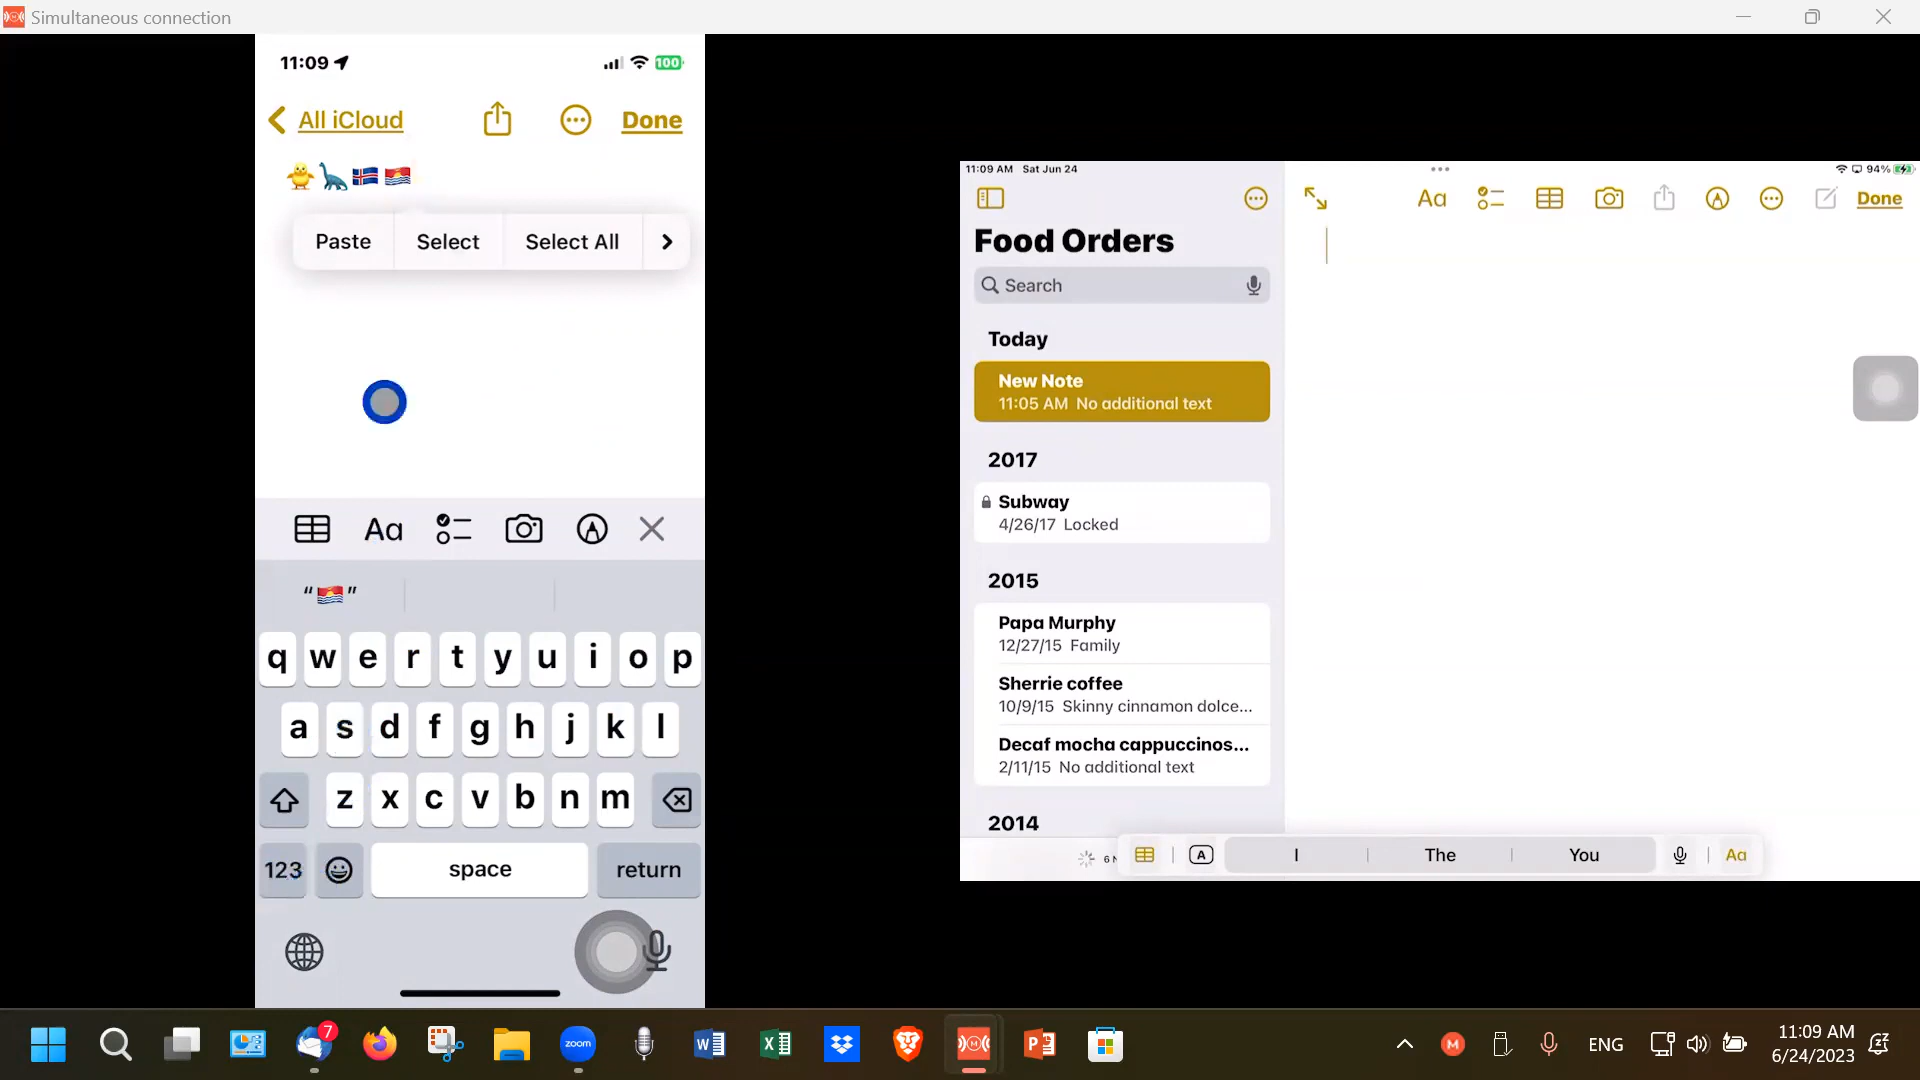 Simultaneous connection
11:09
100
All iCloud
Done
🐥🦕🇮🇸🇰🇮
Paste
Select
Select All
“🇰🇮”
q w e r t y u i o p
a s d f g h j k l
z x c v b n m
123
space
return
11:09 AM Sat Jun 24
94%
Food Orders
Aa
Done
Search
Today
New Note
11:05 AM No additional text
2017
Subway
4/26/17 Locked
2015
Papa Murphy
12/27/15 Family
Sherrie coffee
10/9/15 Skinny cinnamon dolce...
Decaf mocha cappuccinos...
2/11/15 No additional text
2014
6 N
A
I
The
You
Aa
Aa
7
zoom
ENG
11:09 AM
6/24/2023